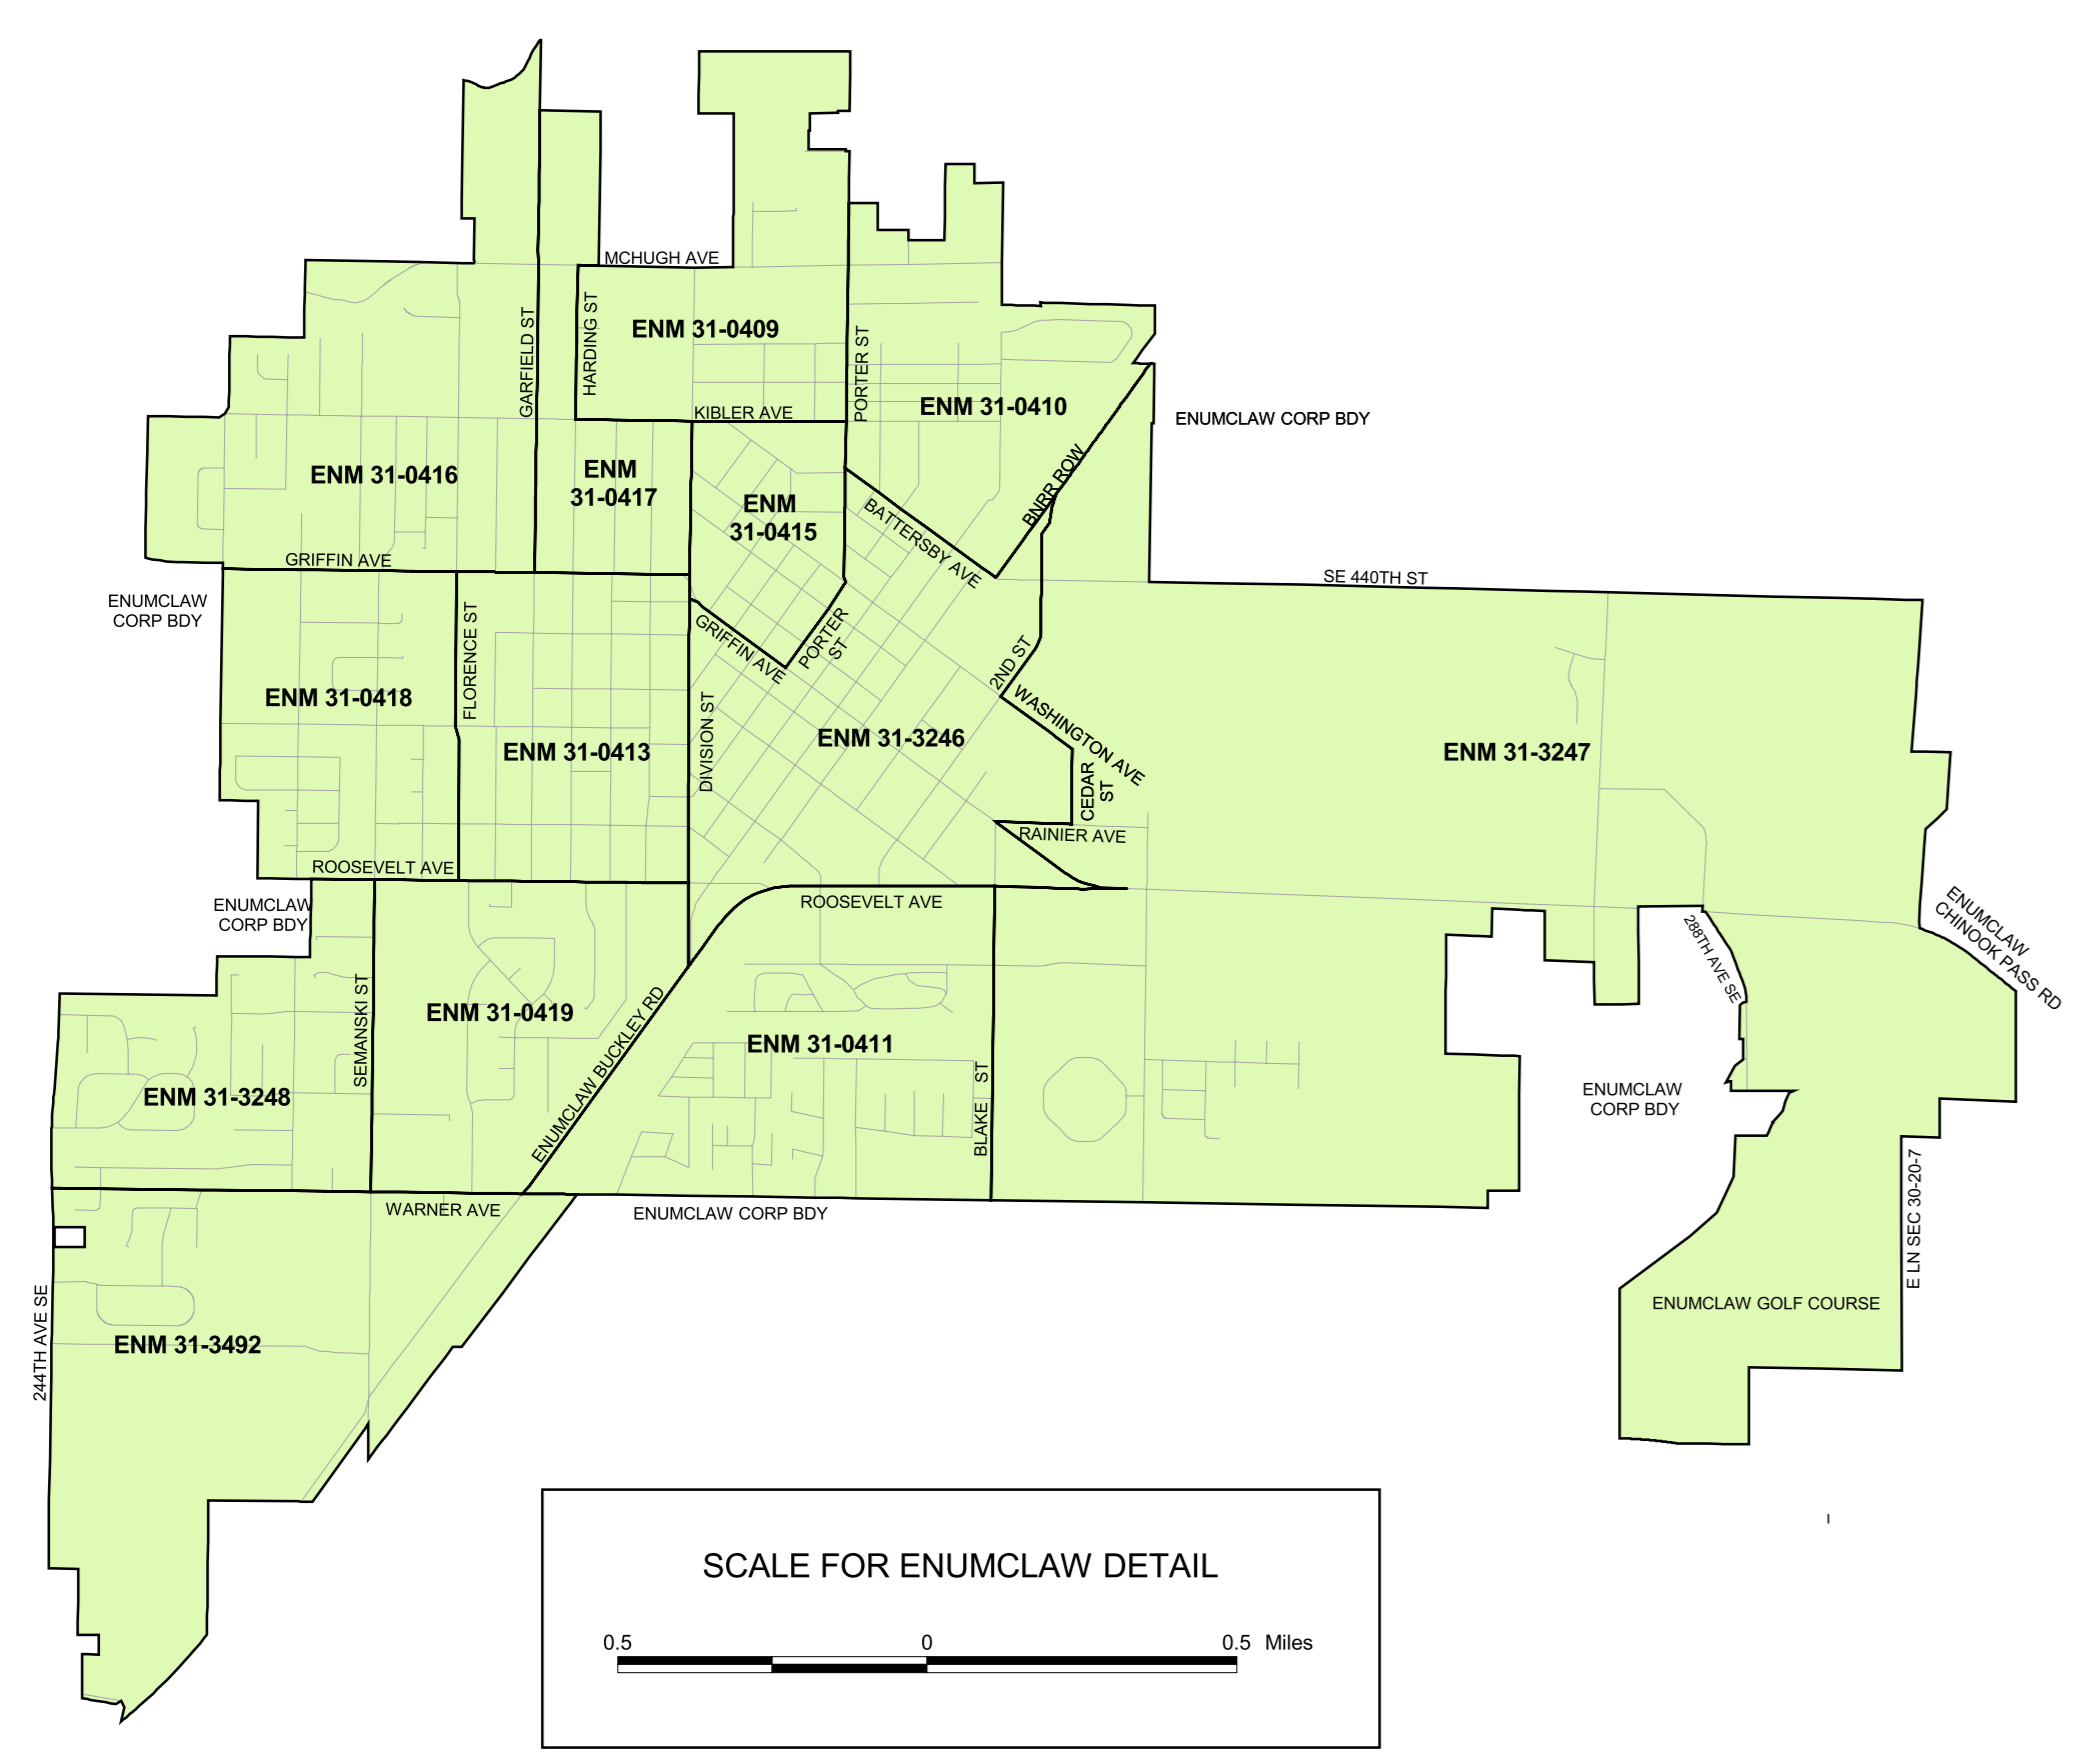 MCHUGH AVE
HARDING ST
GARFIELD ST
ENM 31-0409
PORTER ST
KIBLER AVE
ENM 31-0410
ENUMCLAW CORP BDY
BNRR ROW
ENM 31-0416
ENM
31-0417
ENM
31-0415
BATTERSBY AVE
GRIFFIN AVE
SE 440TH ST
ENUMCLAW
CORP BDY
FLORENCE ST
GRIFFIN AVE
PORTER
ST
2ND ST
ENM 31-0418
WASHINGTON AVE
DIVISION ST
ENM 31-3246
ENM 31-0413
ENM 31-3247
CEDAR
ST
RAINIER AVE
ROOSEVELT AVE
ROOSEVELT AVE
ENUMCLAW
CORP BDY
ENUMCLAW
CHINOOK PASS RD
288TH AVE SE
SEMANSKI ST
ENM 31-0419
ENUMCLAW BUCKLEY RD
ENM 31-0411
BLAKE ST
ENM 31-3248
ENUMCLAW
CORP BDY
WARNER AVE
ENUMCLAW CORP BDY
E LN SEC 30-20-7
ENUMCLAW GOLF COURSE
244TH AVE SE
ENM 31-3492
SCALE FOR ENUMCLAW DETAIL
0.5 0 0.5 Miles